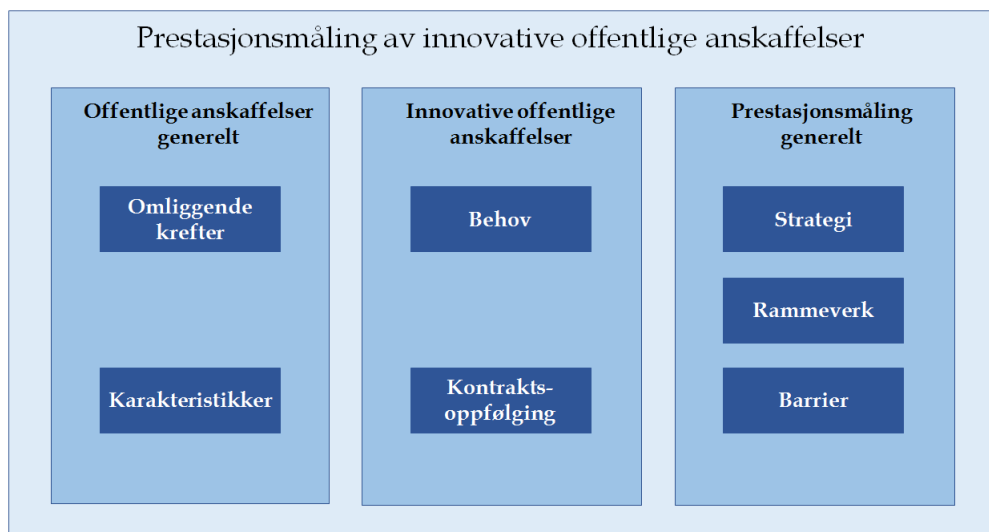 Prestasjonsmåling av innovative offentlige anskaffelser
Offentlige anskaffelser
generelt
Omliggende
krefter
Karakteristikker
Innovative offentlige
anskaffelser
Behov
Kontrakts-
oppfølging
Prestasjonsmåling
generelt
Strategi
Rammeverk
Barrier